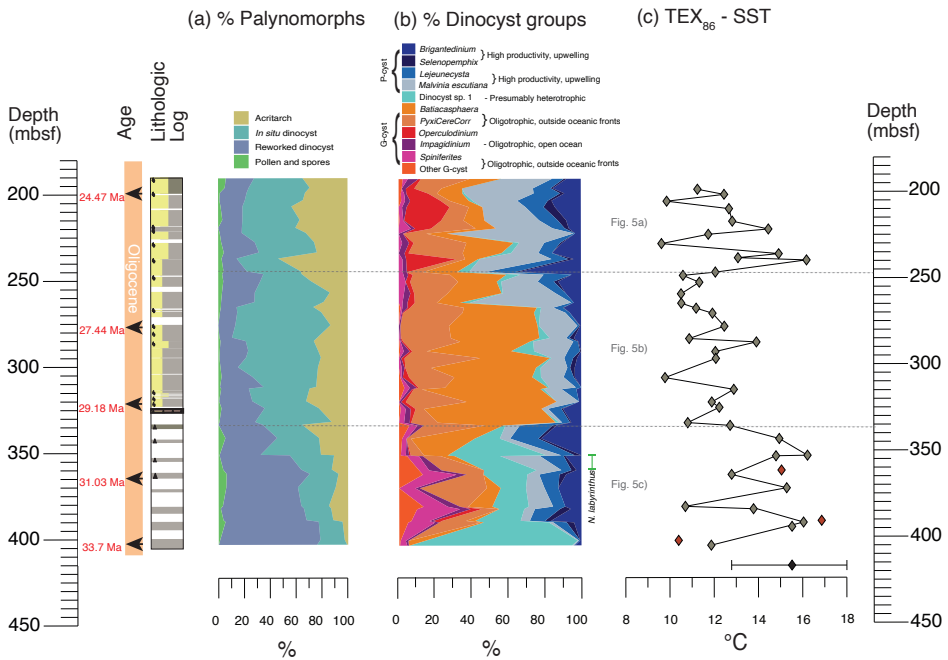 (a) % Palynomorphs
(b) % Dinocyst groups
(c) TEX86 - SST
Depth
(mbsf)
Age
Lithologic
Log
Acritarch
In situ dinocyst
Reworked dinocyst
Pollen and spores
P-cyst
G-cyst
Brigantedinium
Selenopemphix
Lejeunecysta
Malvinia escutiana
Dinocyst sp. 1
Batiacasphaera
PyxiCereCorr
Operculodinium
Impagidinium
Spiniferites
Other G-cyst
} High productivity, upwelling
} High productivity, upwelling
- Presumably heterotrophic
} Oligotrophic, outside oceanic fronts
- Oligotrophic, open ocean
} Oligotrophic, outside oceanic fronts
Depth
(mbsf)
200
250
300
350
400
450
24.47 Ma
27.44 Ma
29.18 Ma
31.03 Ma
33.7 Ma
Oligocene
N. labyrinthus
Fig. 5a)
Fig. 5b)
Fig. 5c)
200
250
300
350
400
450
0 20 40 60 80 100
%
0 20 40 60 80 100
%
8 10 12 14 16 18
°C